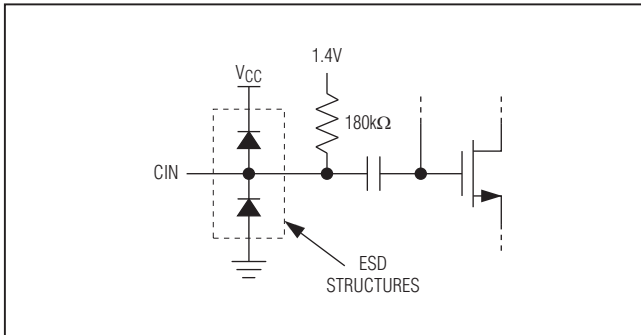 1.4V
VCC
180kΩ
CIN
ESD
STRUCTURES